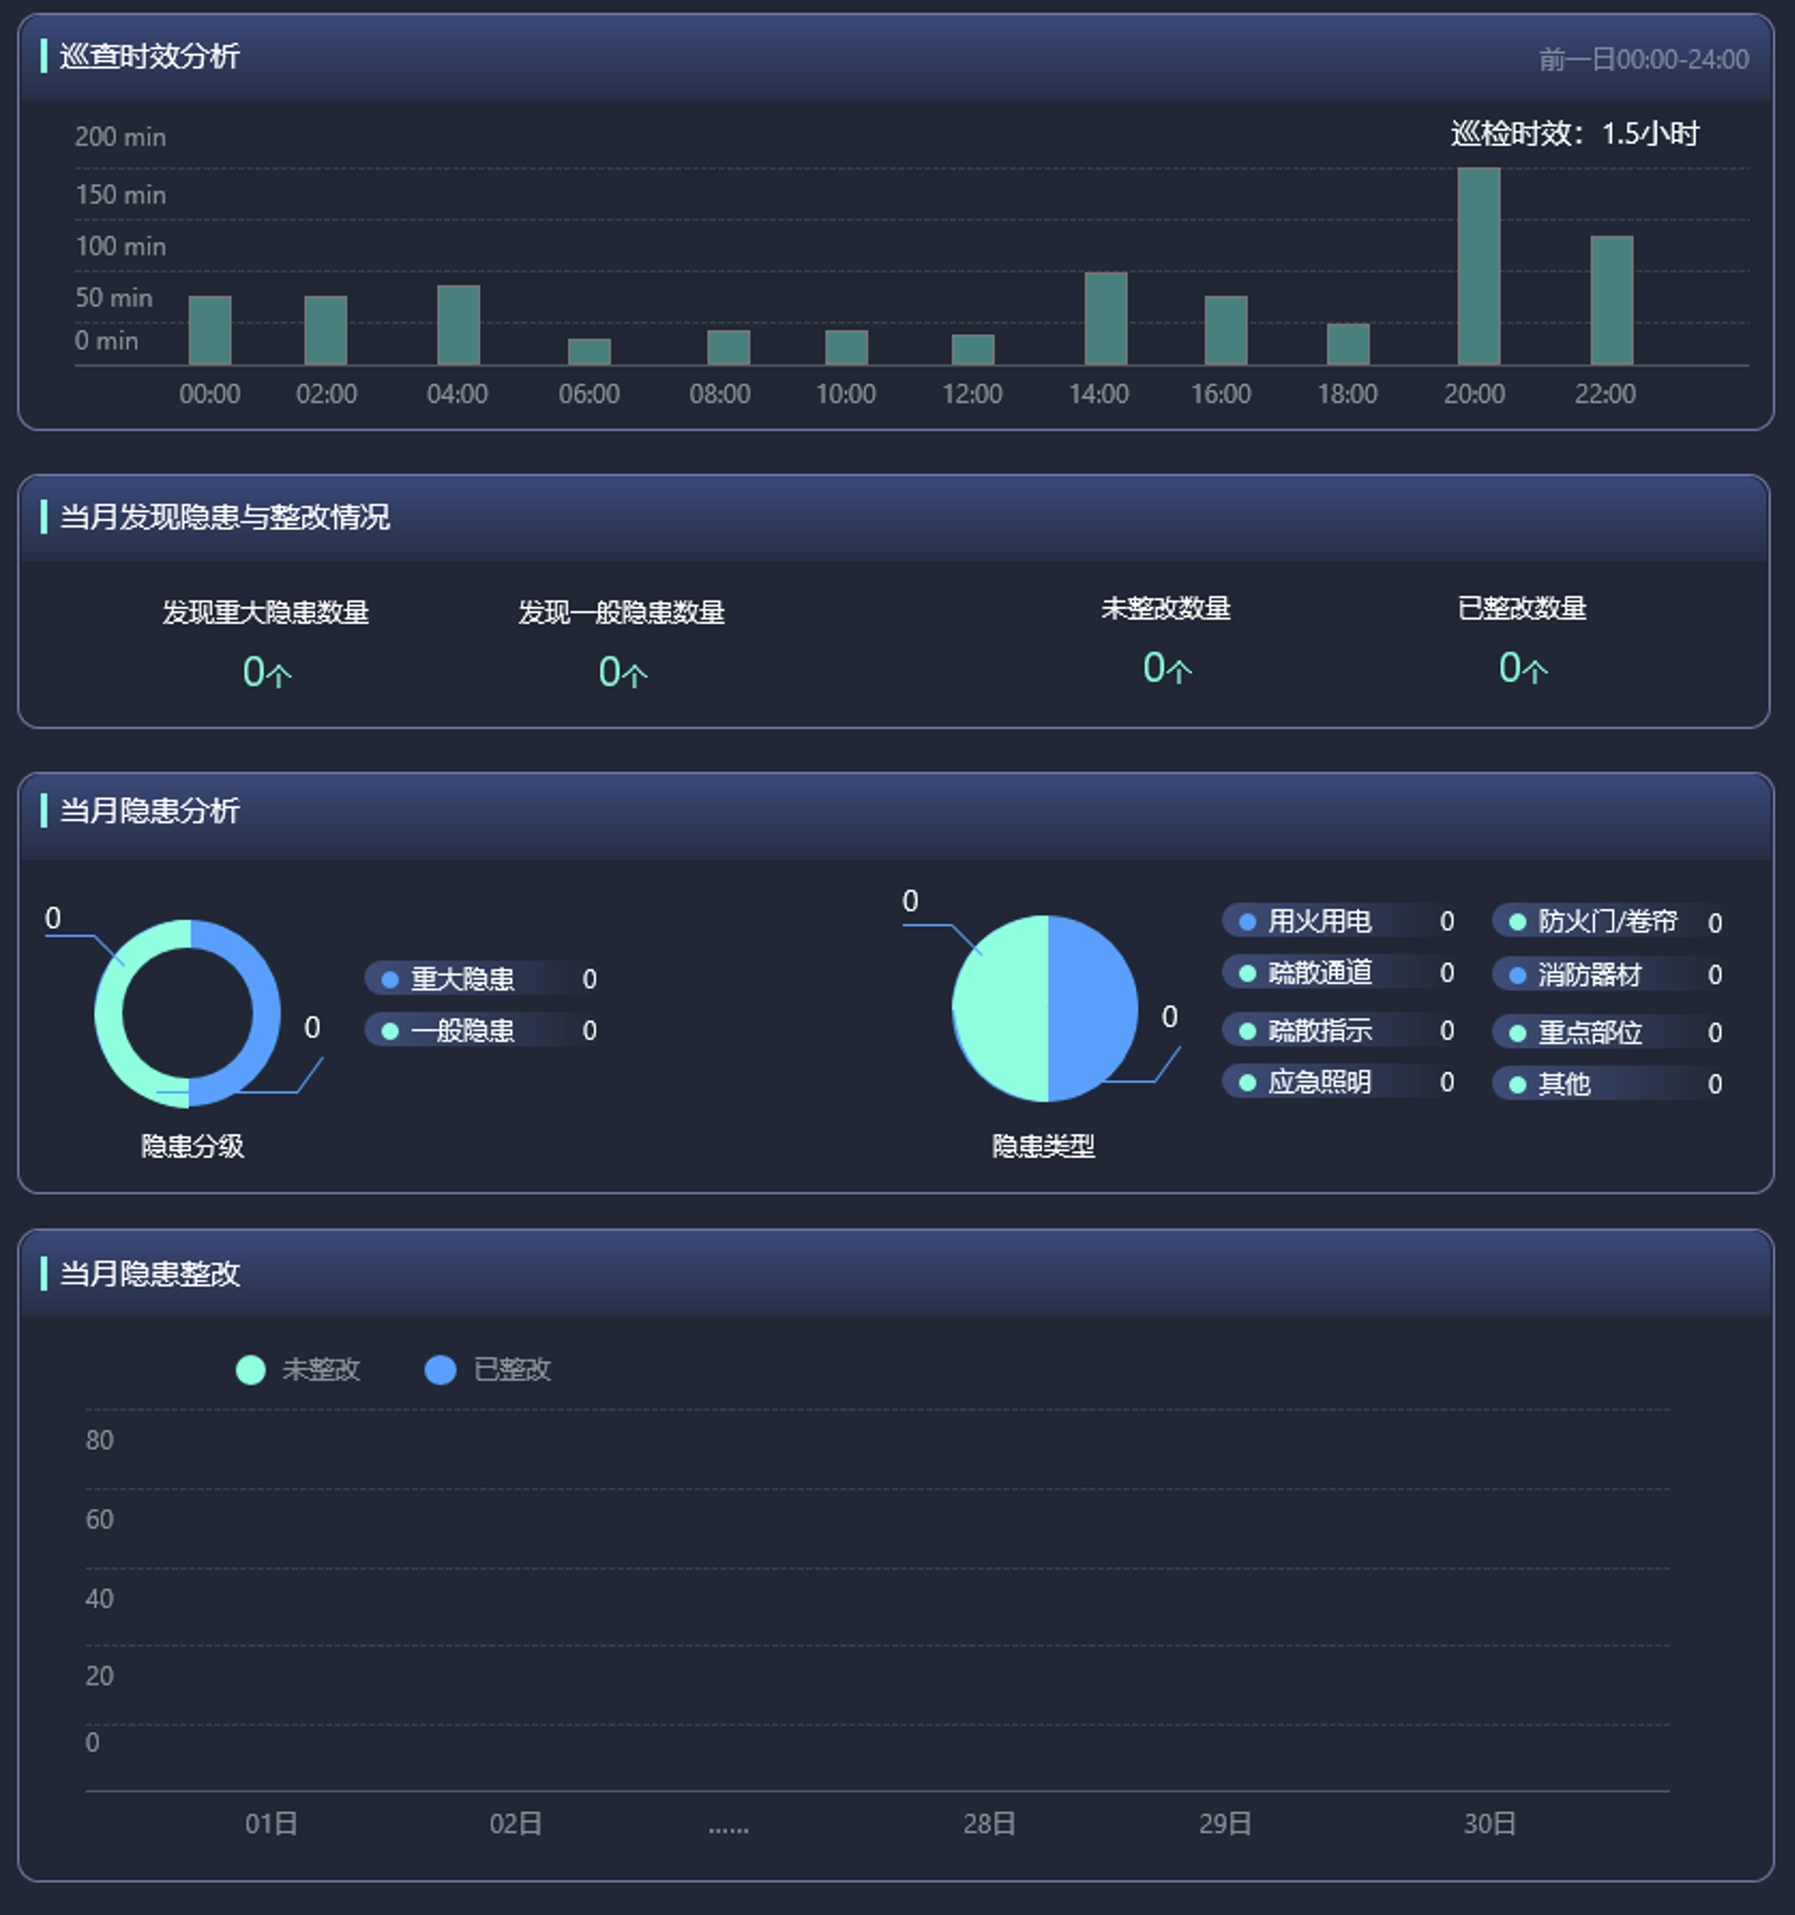 巡查时效分析
前一日00:00-24:00
巡检时效：1.5小时
200 min
150 min
100 min
50 min
0 min
00:00 02:00 04:00 06:00 08:00 10:00 12:00 14:00 16:00 18:00 20:00 22:00
当月发现隐患与整改情况
发现重大隐患数量 发现一般隐患数量 未整改数量 已整改数量
0个 0个 0个 0个
当月隐患分析
0
0
重大隐患 0
一般隐患 0
隐患分级
0
0
用火用电 0 防火门/卷帘 0
疏散通道 0 消防器材 0
疏散指示 0 重点部位 0
应急照明 0 其他 0
隐患类型
当月隐患整改
未整改 已整改
80
60
40
20
0
01日 02日 …… 28日 29日 30日